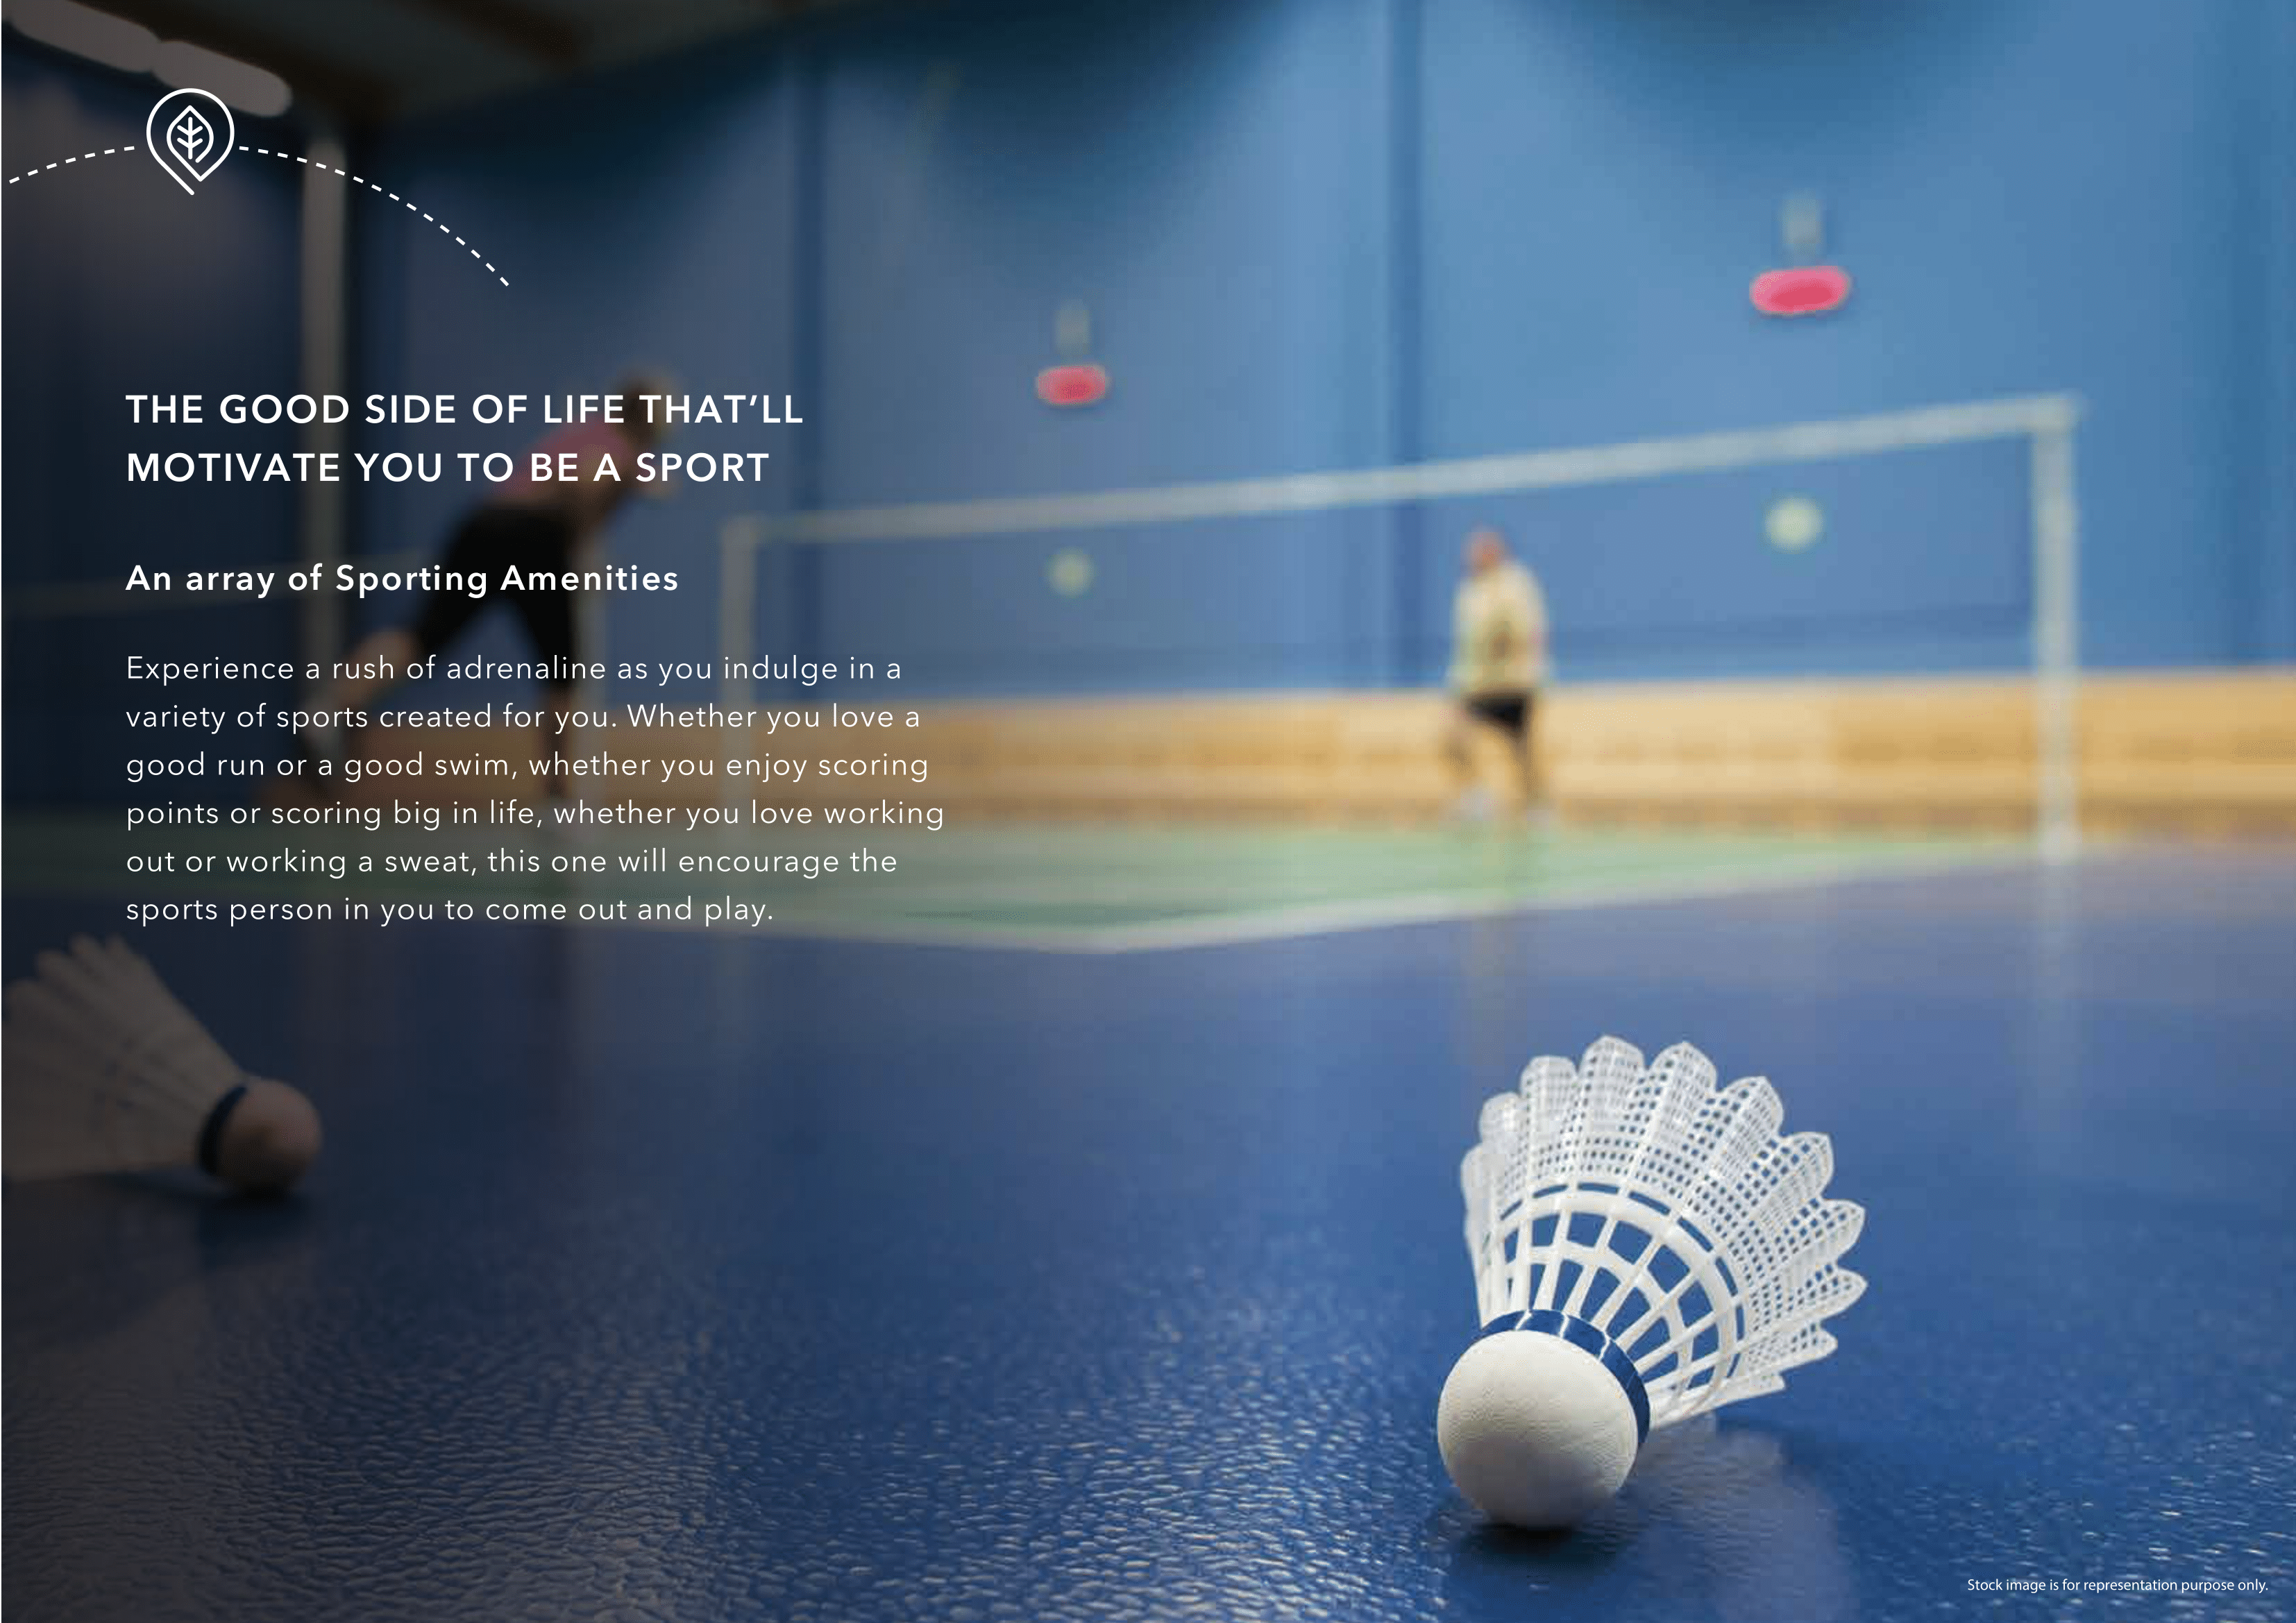 THE GOOD SIDE OF LIFE THAT’LL
MOTIVATE YOU TO BE A SPORT
An array of Sporting Amenities
Experience a rush of adrenaline as you indulge in a
variety of sports created for you. Whether you love a
good run or a good swim, whether you enjoy scoring
points or scoring big in life, whether you love working
out or working a sweat, this one will encourage the
sports person in you to come out and play.
Stock image is for representation purpose only.